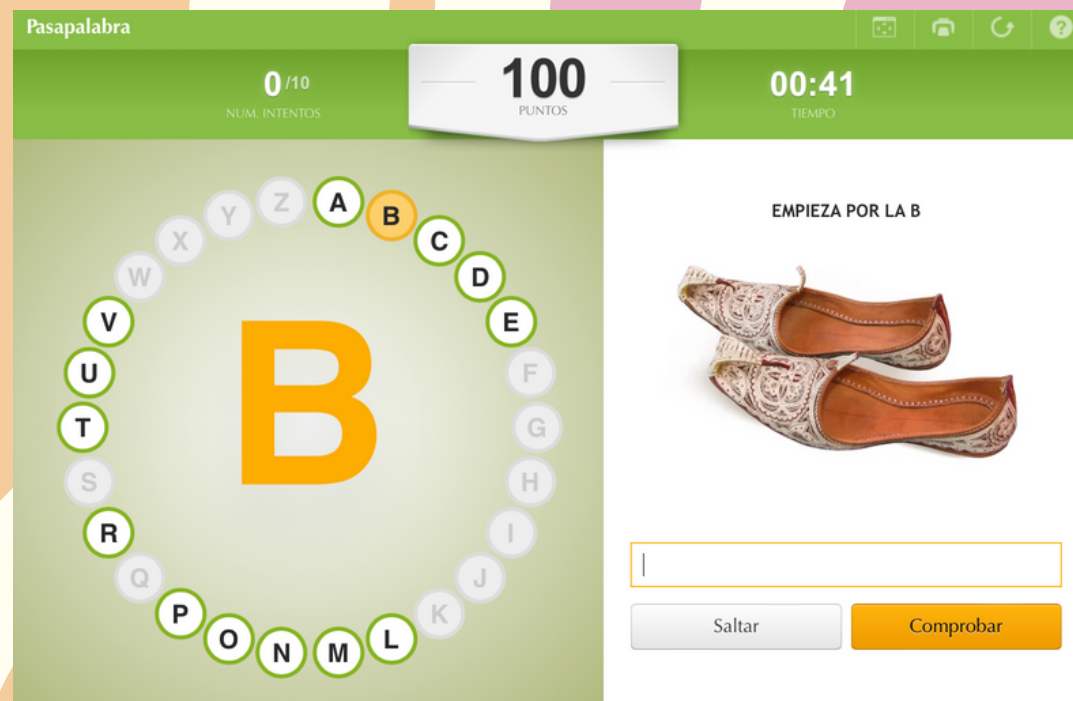 Pasapalabra
?
0 /10
NUM. INTENTOS
100
PUNTOS
00:41
TIEMPO
EMPIEZA POR LA B
A
B
C
D
E
F
G
H
I
J
K
L
M
N
O
P
Q
R
S
T
U
V
W
X
Y
Z
B
Saltar
Comprobar